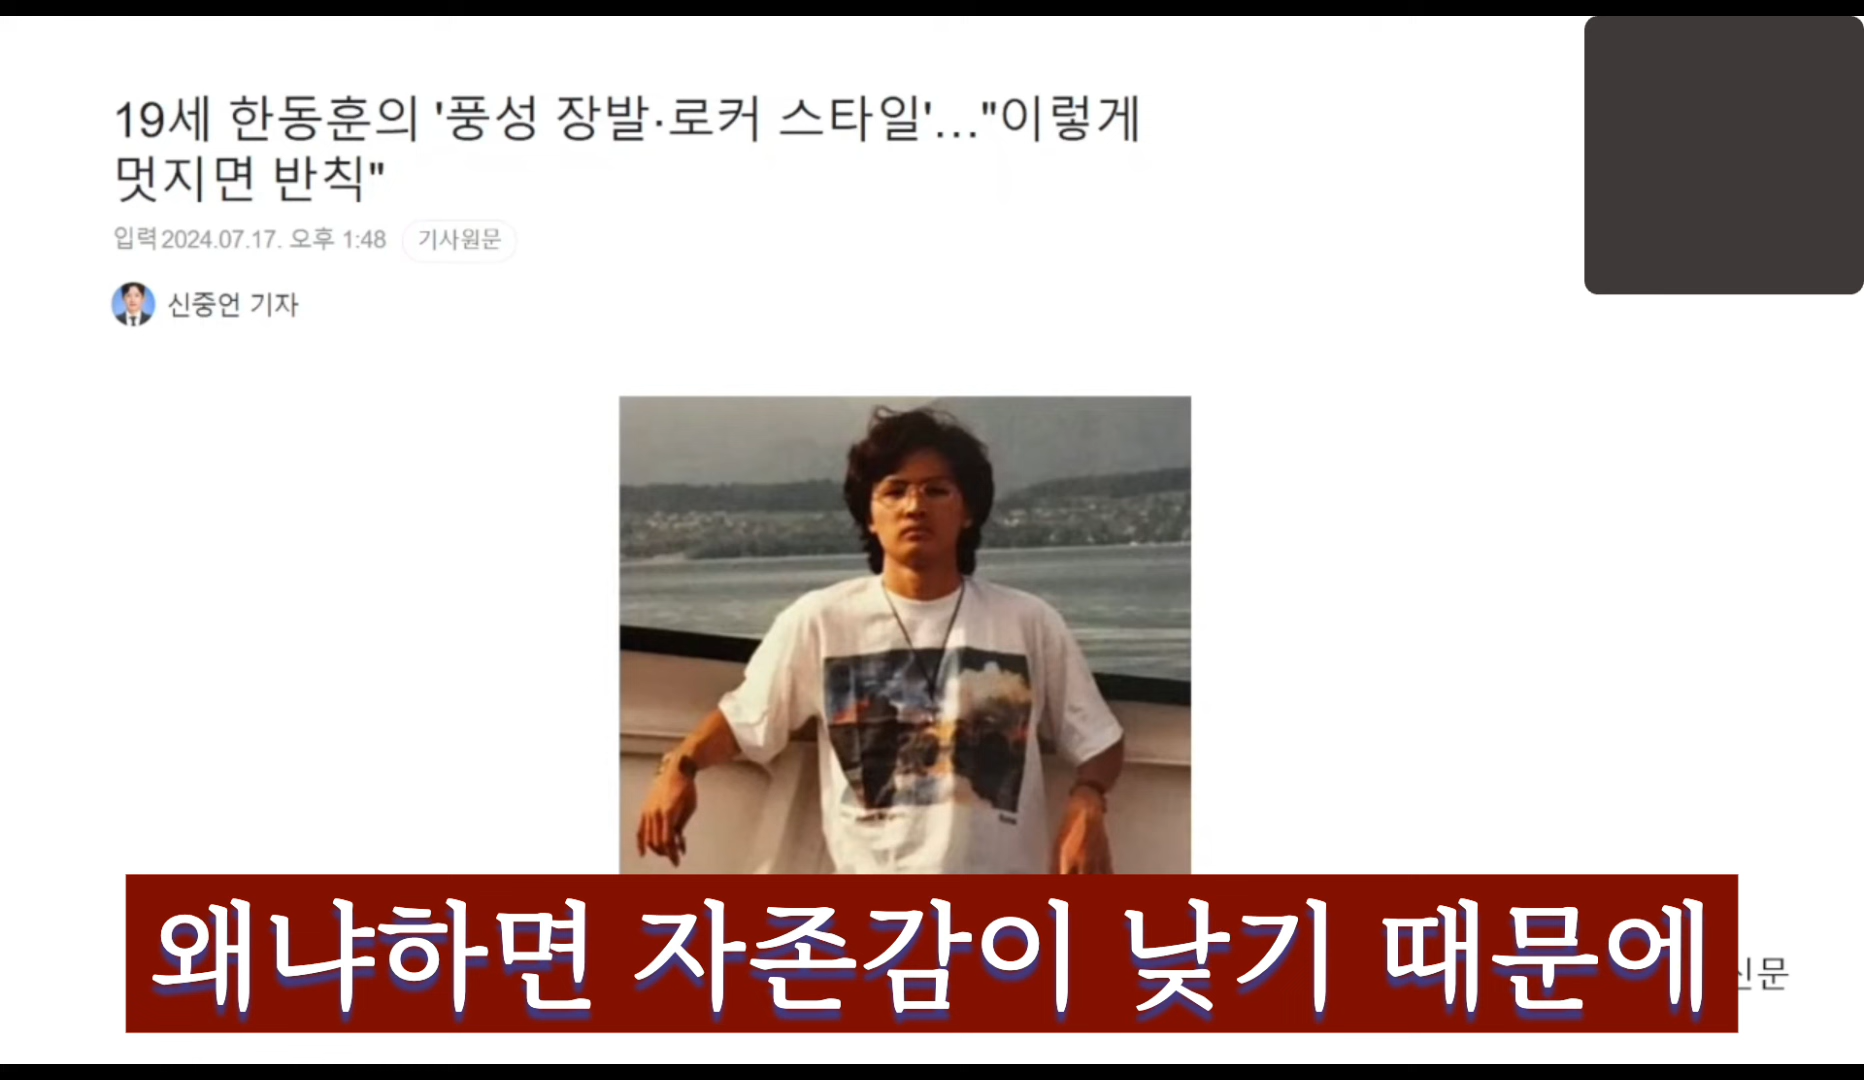 19세 한동훈의 '풍성 장발·로커 스타일'..."이렇게
멋지면 반칙"
입력 2024.07.17. 오후 1:48 기사원문
신중언 기자
왜냐하면 자존감이 낮기 때문에
신문